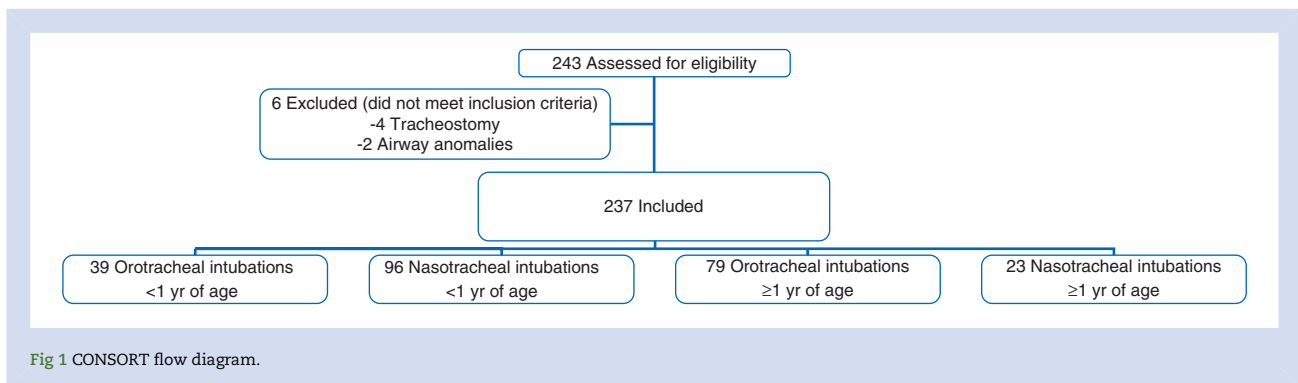 243 Assessed for eligibility
6 Excluded (did not meet inclusion criteria)
-4 Tracheostomy
-2 Airway anomalies
237 Included
39 Orotracheal intubations
<1 yr of age
96 Nasotracheal intubations
<1 yr of age
79 Orotracheal intubations
≥1 yr of age
23 Nasotracheal intubations
≥1 yr of age
Fig 1 CONSORT flow diagram.